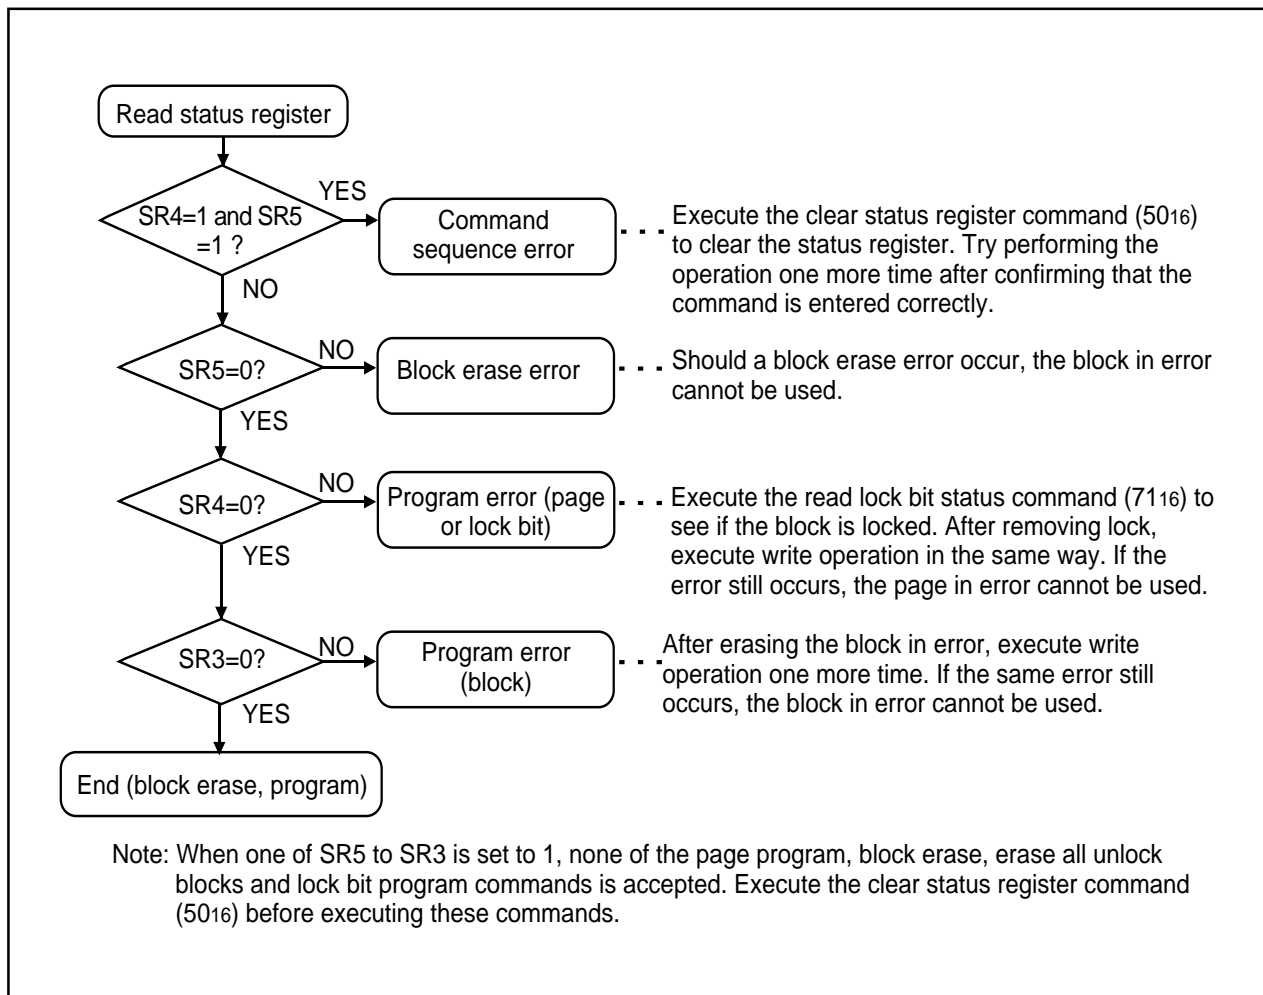 Read status register
YES
SR4=1 and SR5
=1 ?
Command
sequence error
Execute the clear status register command (5016)
to clear the status register. Try performing the
operation one more time after confirming that the
command is entered correctly.
NO
SR5=0?
NO
Block erase error
Should a block erase error occur, the block in error
cannot be used.
YES
SR4=0?
NO
Program error (page
or lock bit)
Execute the read lock bit status command (7116) to
see if the block is locked. After removing lock,
execute write operation in the same way. If the
error still occurs, the page in error cannot be used.
YES
SR3=0?
NO
Program error
(block)
After erasing the block in error, execute write
operation one more time. If the same error still
occurs, the block in error cannot be used.
YES
End (block erase, program)
Note: When one of SR5 to SR3 is set to 1, none of the page program, block erase, erase all unlock
blocks and lock bit program commands is accepted. Execute the clear status register command
(5016) before executing these commands.